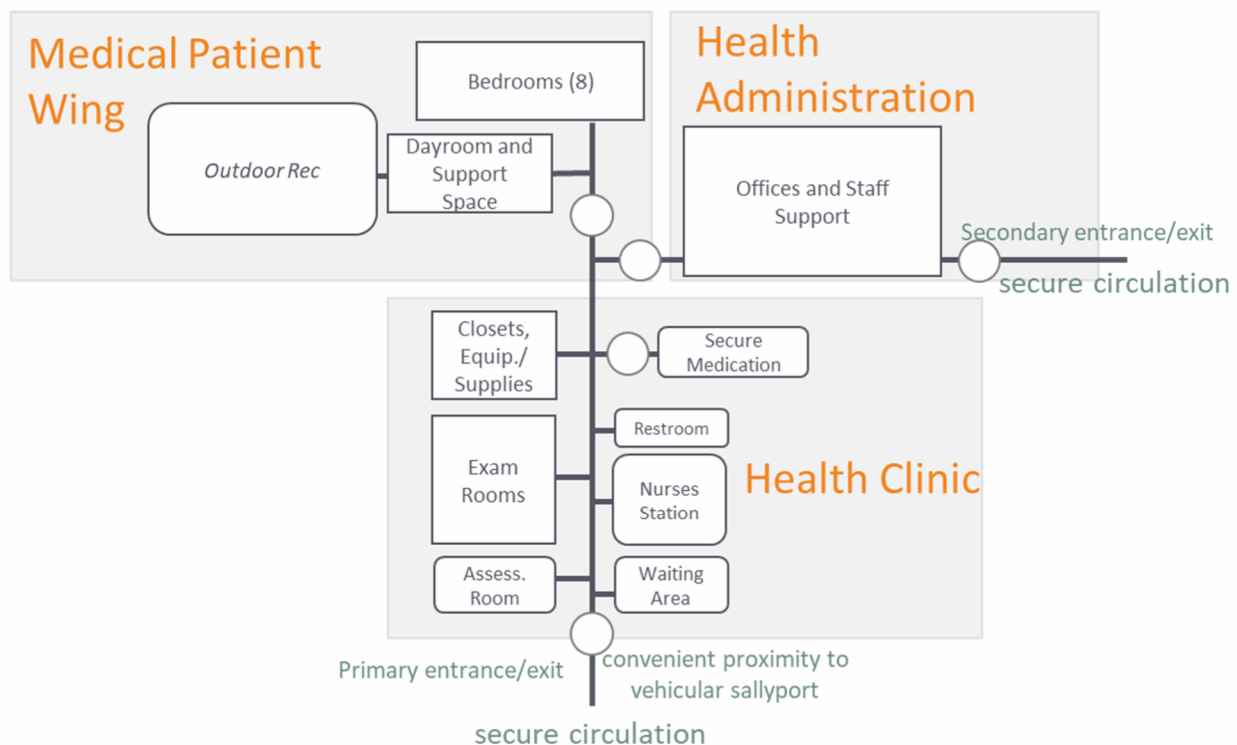 Medical Patient
Wing
Bedrooms (8)
Outdoor Rec
Dayroom and
Support
Space
Health
Administration
Offices and Staff
Support
Secondary entrance/exit
secure circulation
Closets,
Equip./
Supplies
Secure
Medication
Restroom
Exam
Rooms
Nurses
Station
Health Clinic
Assess.
Room
Waiting
Area
Primary entrance/exit
convenient proximity to
vehicular sallyport
secure circulation